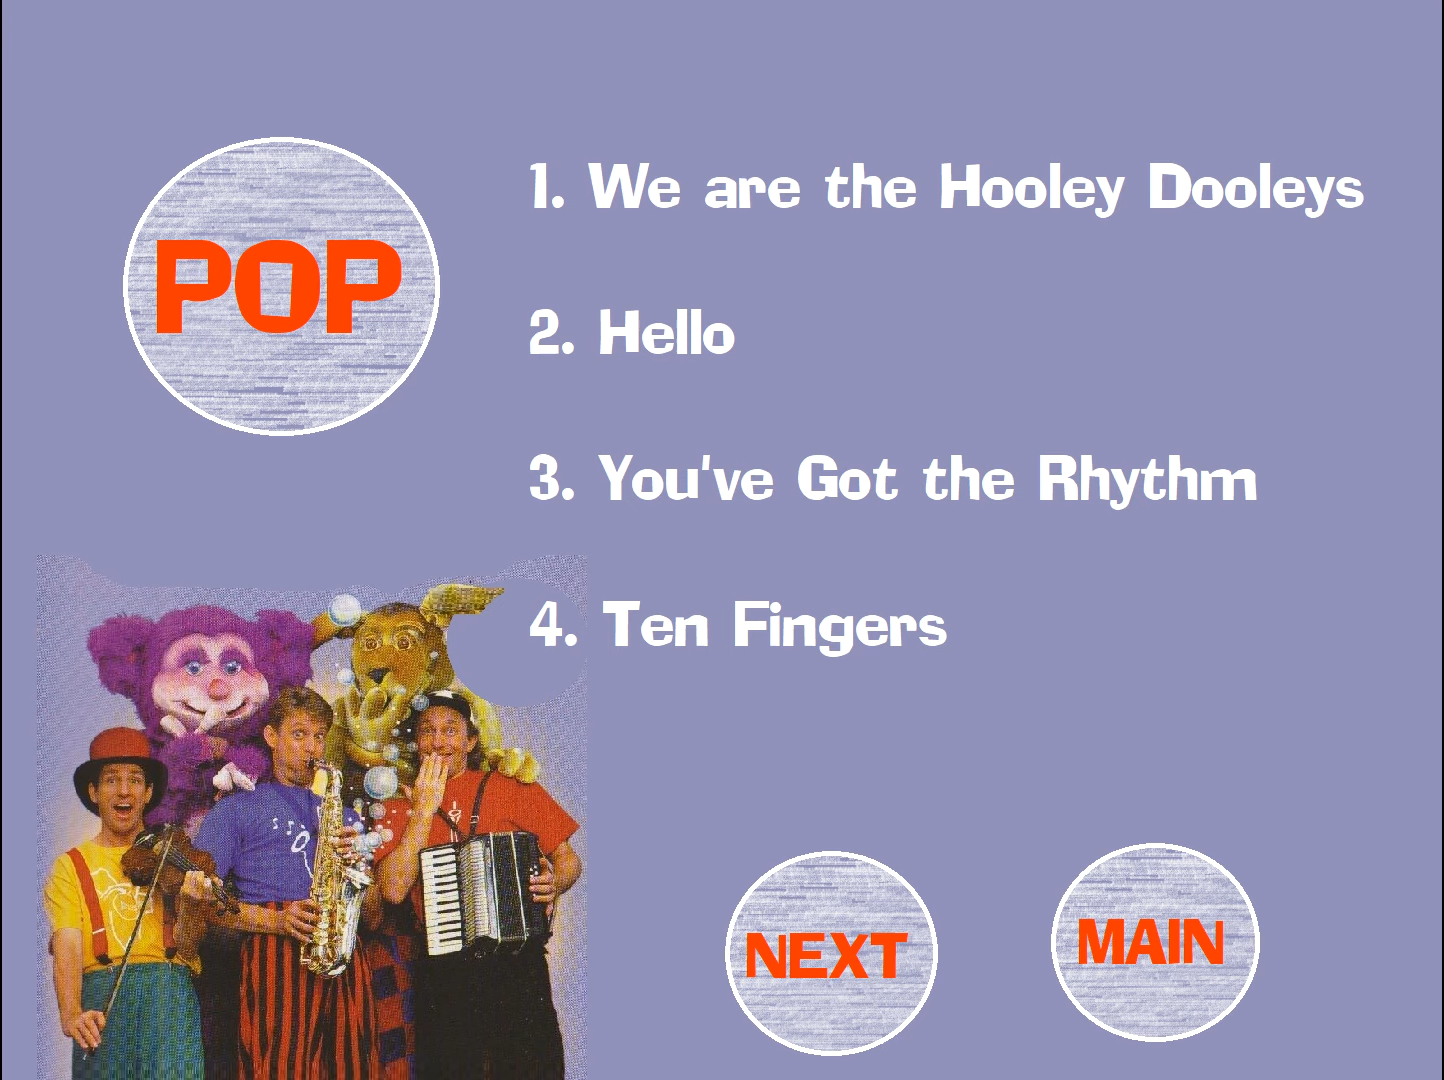 POP
1. We are the Hooley Dooleys
2. Hello
3. You've Got the Rhythm
4. Ten Fingers
NEXT
MAIN